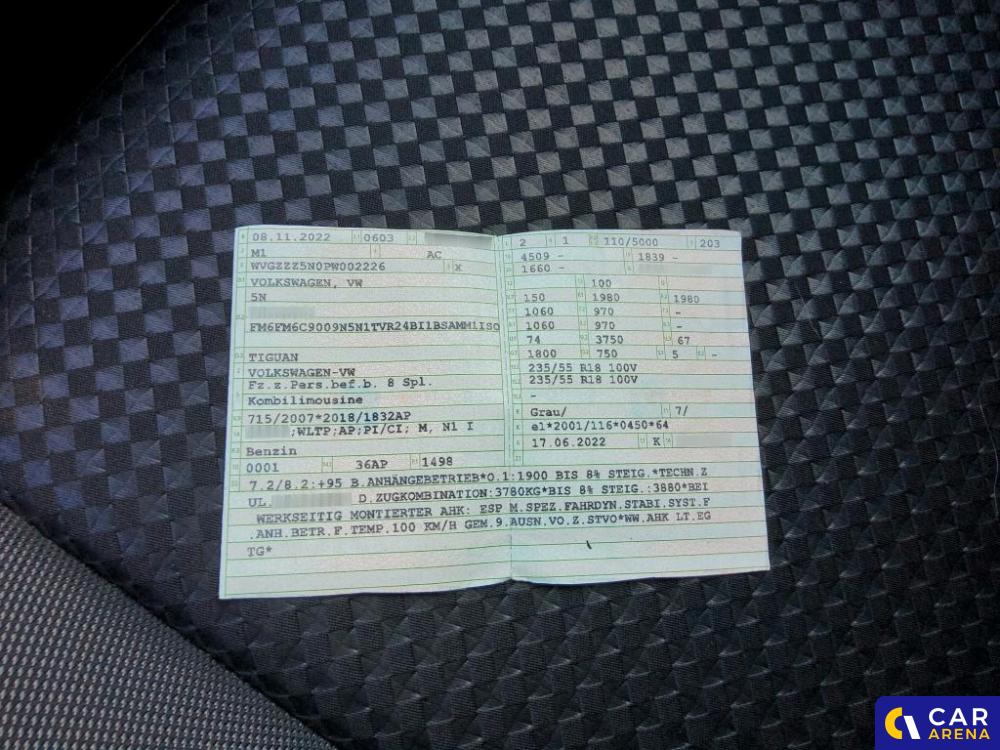 08.11.2022 0603
M1 AC
WVGZZZ5N0PW002226 X
VOLKSWAGEN, VW
5N
FM6FM6C9009N5N1TVR24BI1BSAMM1ISO
TIGUAN
VOLKSWAGEN-VW
Fz.z.Pers.bef.b. 8 Spl.
Kombilimousine
715/2007*2018/1832AP
;WLTP;AP;PI/CI; M, N1 I
Benzin
0001 36AP 1498
2 1 110/5000 203
4509 - 1839 -
1660 -
100
150 1980 1980
1060 970 -
1060 970 -
74 3750 67
1800 750 5 -
235/55 R18 100V
235/55 R18 100V
-
Grau/ 7/
e1*2001/116*0450*64
17.06.2022 K
7.2/8.2:+95 B.ANHÄNGEBETRIEB*O.1:1900 BIS 8% STEIG.*TECHN.Z
UL. D.ZUGKOMBINATION:3780KG*BIS 8% STEIG.:3880*BEI
WERKSEITIG MONTIERTER AHK: ESP M.SPEZ.FAHRDYN.STABI.SYST.F
.ANH.BETR.F.TEMP.100 KM/H GEM.9.AUSN.VO.Z.STVO*WW.AHK LT.EG
TG*
CAR
ARENA